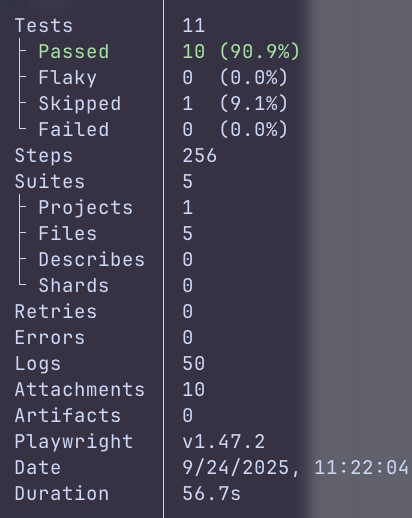 Tests 11
Passed 10 (90.9%)
Flaky 0 (0.0%)
Skipped 1 (9.1%)
Failed 0 (0.0%)
Steps 256
Suites 5
Projects 1
Files 5
Describes 0
Shards 0
Retries 0
Errors 0
Logs 50
Attachments 10
Artifacts 0
Playwright v1.47.2
Date 9/24/2025, 11:22:04
Duration 56.7s